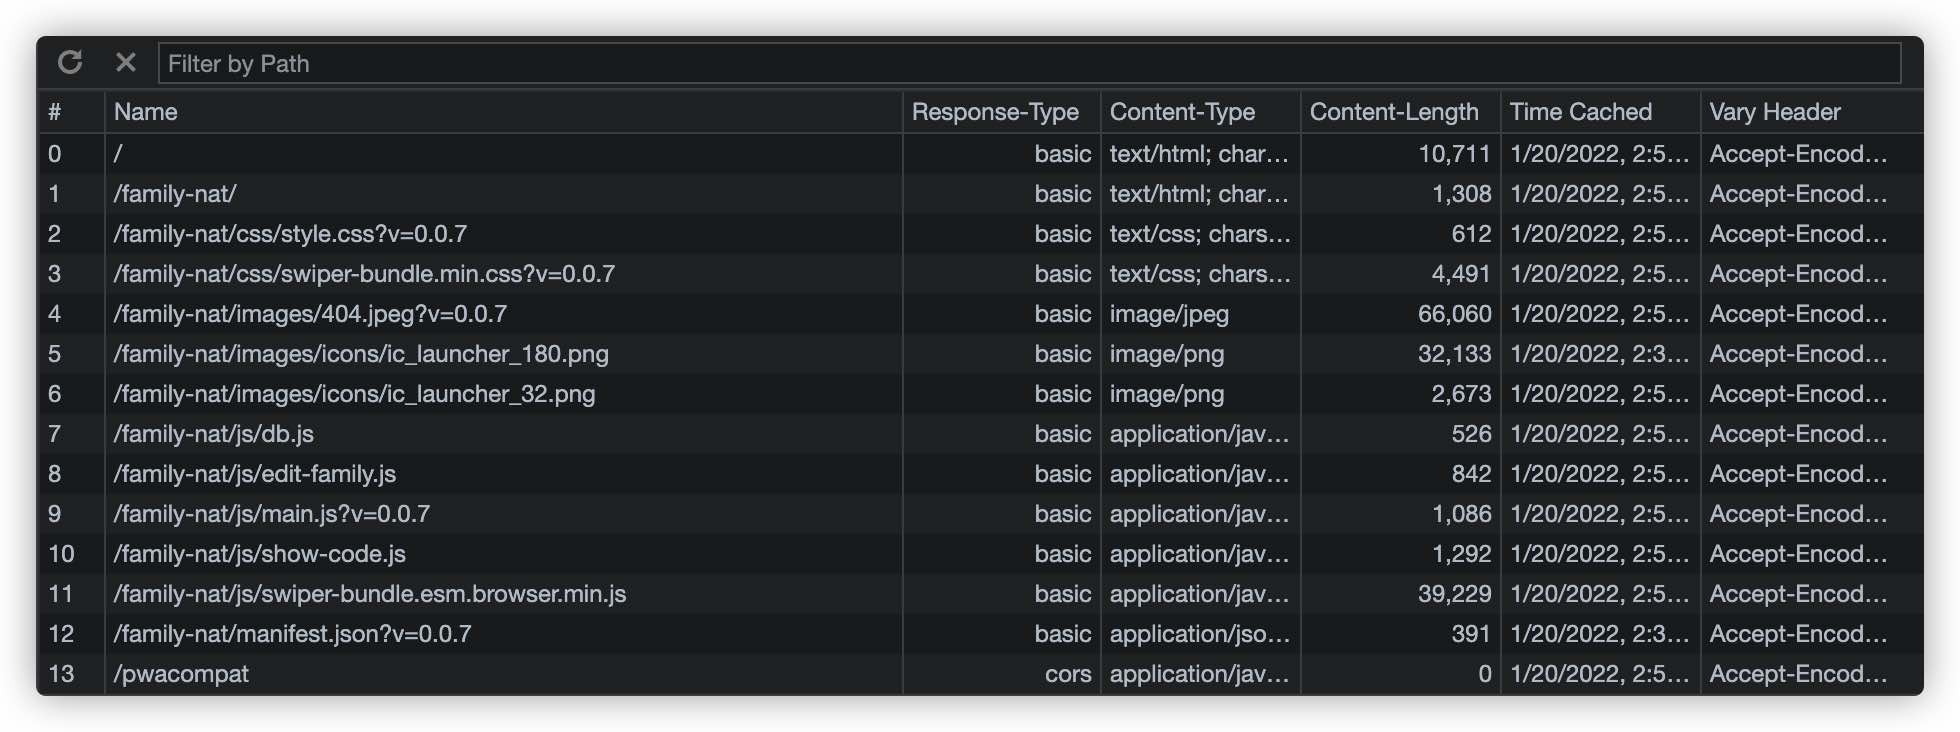 Filter by Path
# Name Response-Type Content-Type Content-Length Time Cached Vary Header
0 / basic text/html; char… 10,711 1/20/2022, 2:5… Accept-Encod…
1 /family-nat/ basic text/html; char… 1,308 1/20/2022, 2:5… Accept-Encod…
2 /family-nat/css/style.css?v=0.0.7 basic text/css; chars… 612 1/20/2022, 2:5… Accept-Encod…
3 /family-nat/css/swiper-bundle.min.css?v=0.0.7 basic text/css; chars… 4,491 1/20/2022, 2:5… Accept-Encod…
4 /family-nat/images/404.jpeg?v=0.0.7 basic image/jpeg 66,060 1/20/2022, 2:5… Accept-Encod…
5 /family-nat/images/icons/ic_launcher_180.png basic image/png 32,133 1/20/2022, 2:3… Accept-Encod…
6 /family-nat/images/icons/ic_launcher_32.png basic image/png 2,673 1/20/2022, 2:5… Accept-Encod…
7 /family-nat/js/db.js basic application/jav… 526 1/20/2022, 2:5… Accept-Encod…
8 /family-nat/js/edit-family.js basic application/jav… 842 1/20/2022, 2:5… Accept-Encod…
9 /family-nat/js/main.js?v=0.0.7 basic application/jav… 1,086 1/20/2022, 2:5… Accept-Encod…
10 /family-nat/js/show-code.js basic application/jav… 1,292 1/20/2022, 2:5… Accept-Encod…
11 /family-nat/js/swiper-bundle.esm.browser.min.js basic application/jav… 39,229 1/20/2022, 2:5… Accept-Encod…
12 /family-nat/manifest.json?v=0.0.7 basic application/jso… 391 1/20/2022, 2:3… Accept-Encod…
13 /pwacompat cors application/jav… 0 1/20/2022, 2:5… Accept-Encod…